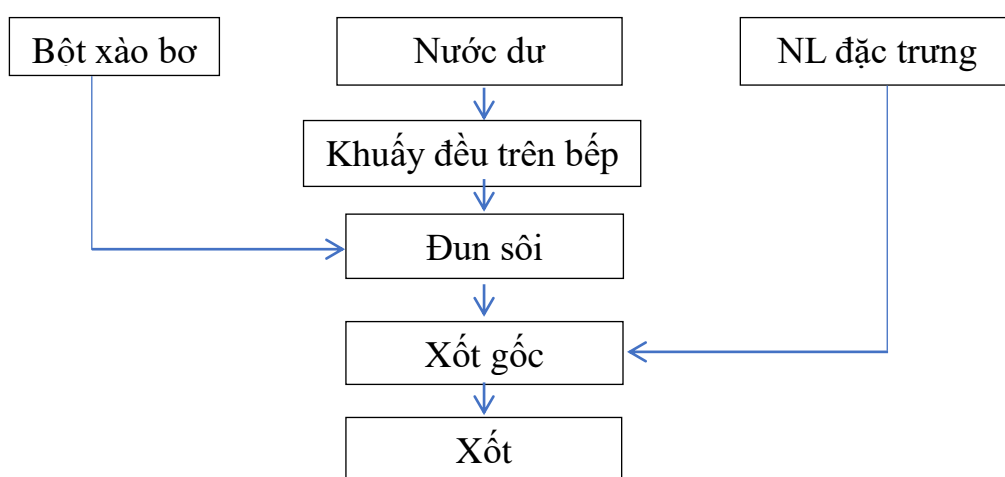 Bột xào bơ
Nước dư
NL đặc trưng
Khuấy đều trên bếp
Đun sôi
Xốt gốc
Xốt